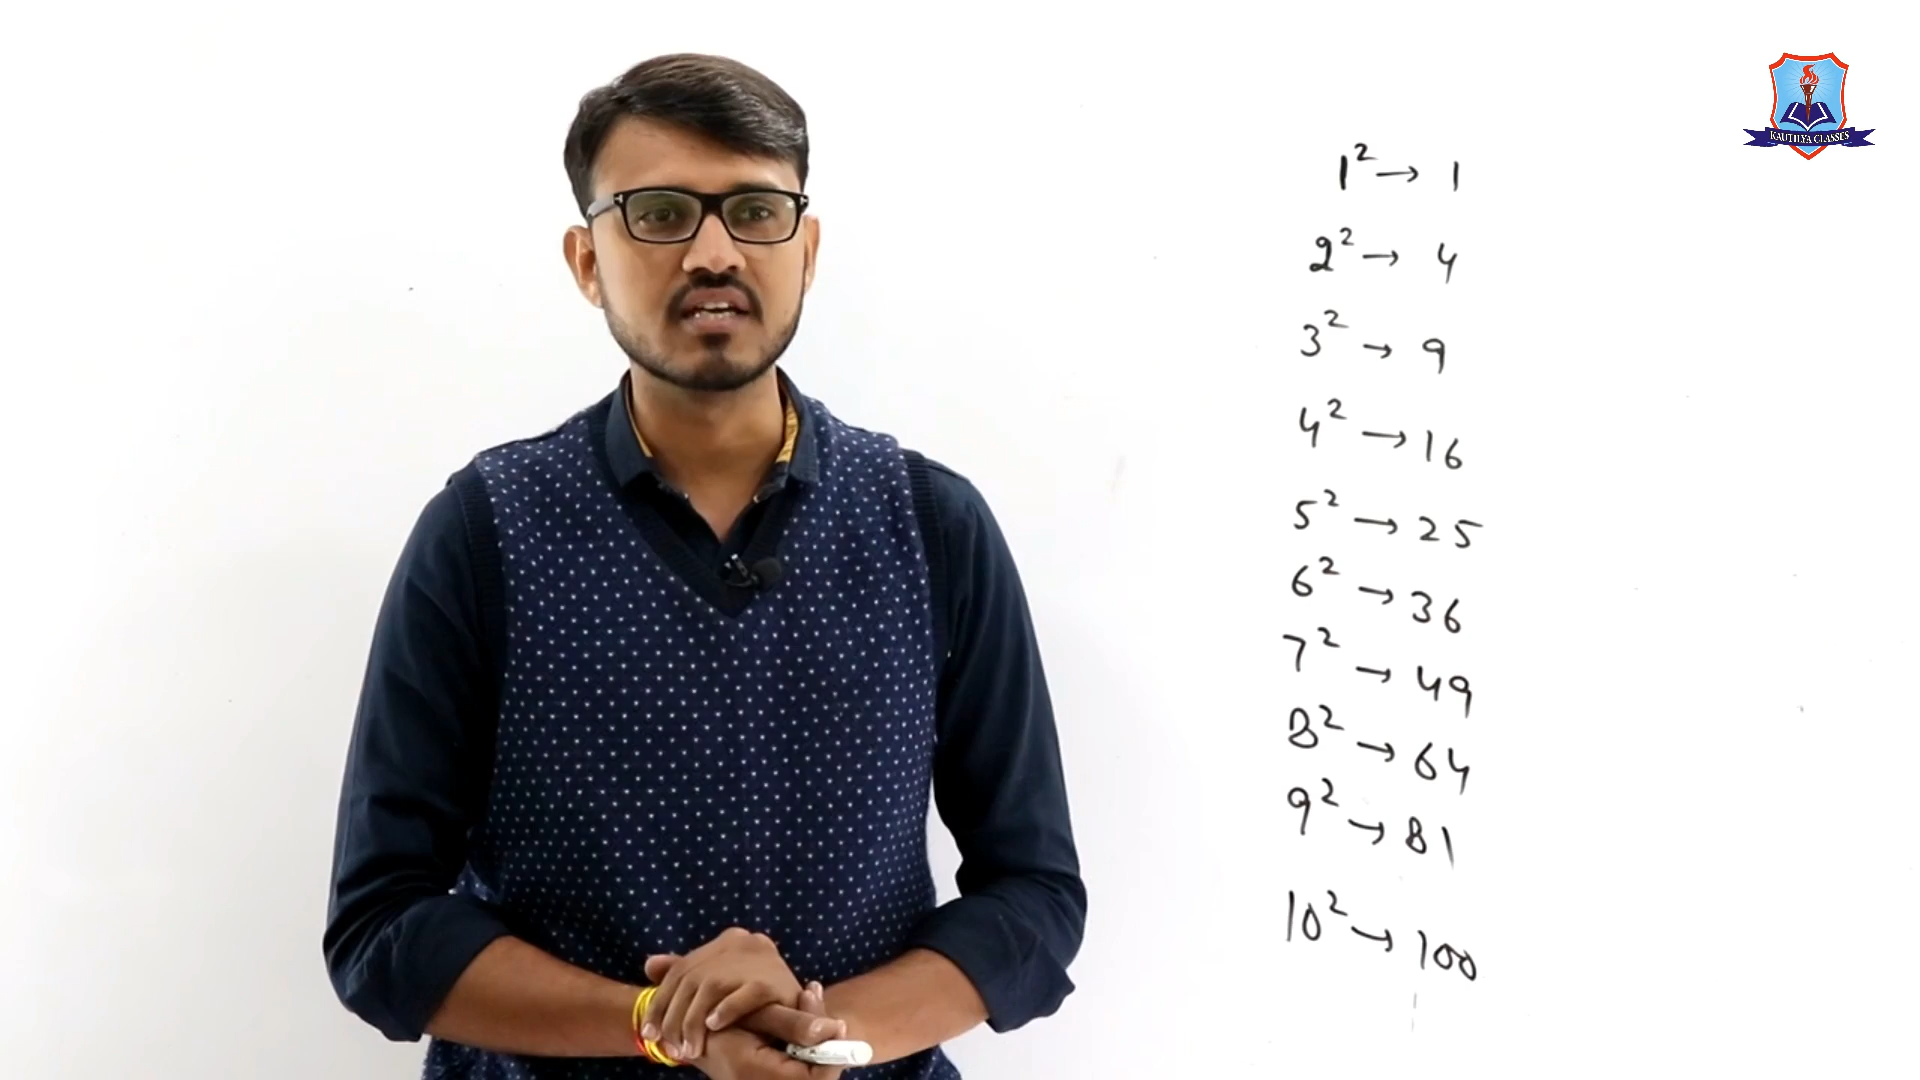 KAUTILYA CLASSES
1² → 1
2² → 4
3² → 9
4² → 16
5² → 25
6² → 36
7² → 49
8² → 64
9² → 81
10² → 100